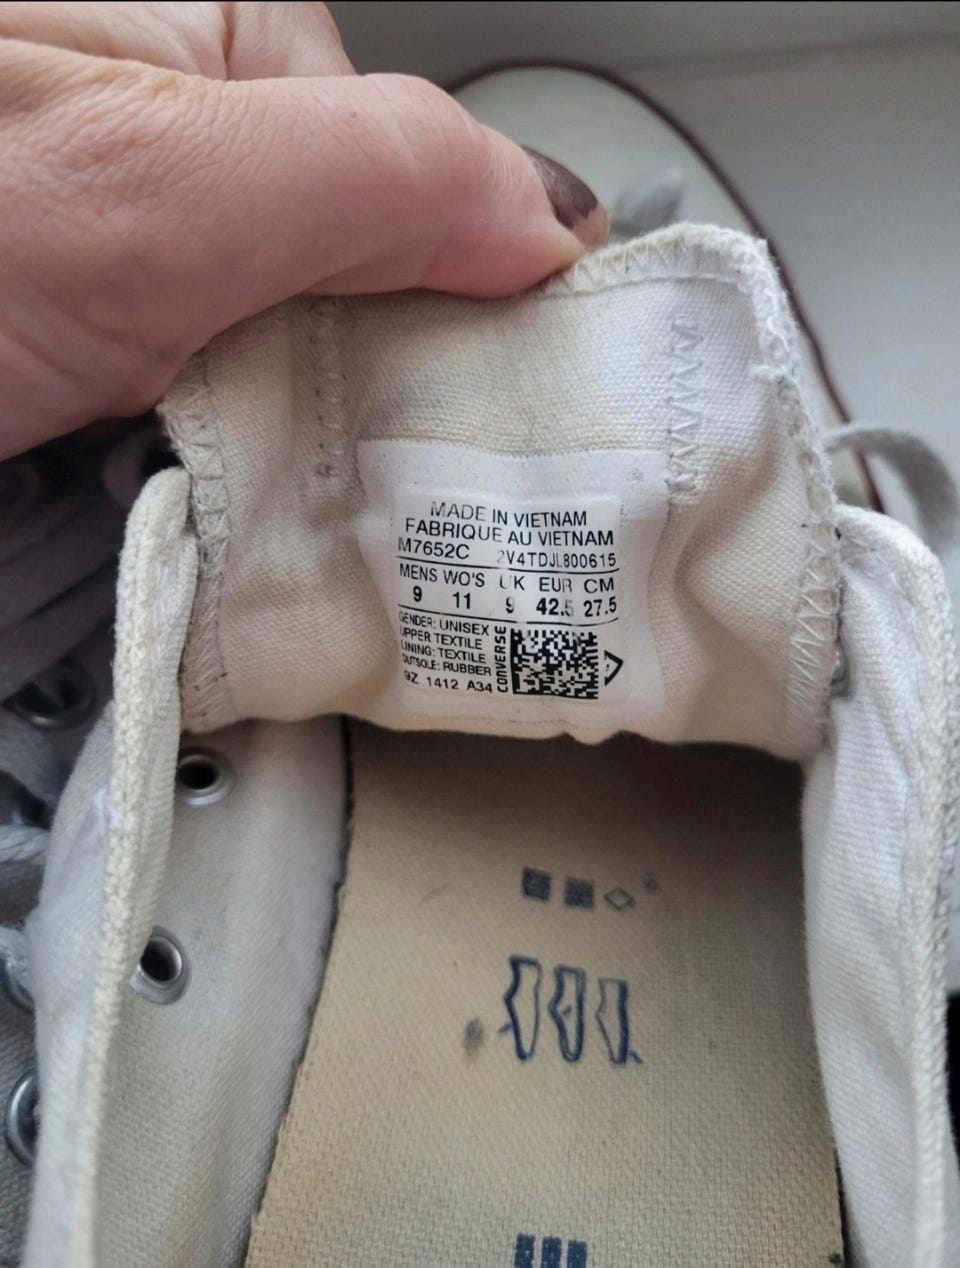 MADE IN VIETNAM
FABRIQUE AU VIETNAM
M7652C 2V4TDJL800615
MENS WO'S UK EUR CM
9 11 9 42.5 27.5
GENDER: UNISEX
UPPER TEXTILE
LINING: TEXTILE
OUTSOLE: RUBBER
9Z 1412 A34
CONVERSE